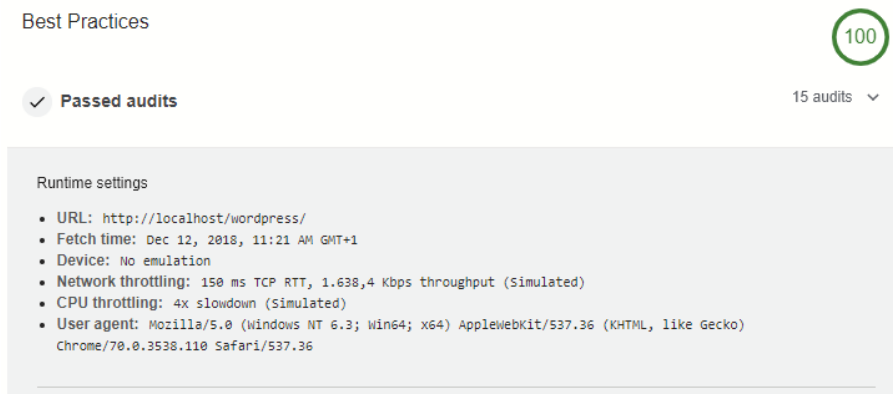 Best Practices
100
Passed audits
15 audits
Runtime settings
• URL: http://localhost/wordpress/
• Fetch time: Dec 12, 2018, 11:21 AM GMT+1
• Device: No emulation
• Network throttling: 150 ms TCP RTT, 1.638,4 Kbps throughput (Simulated)
• CPU throttling: 4x slowdown (Simulated)
• User agent: Mozilla/5.0 (Windows NT 6.3; Win64; x64) AppleWebKit/537.36 (KHTML, like Gecko)
Chrome/70.0.3538.110 Safari/537.36